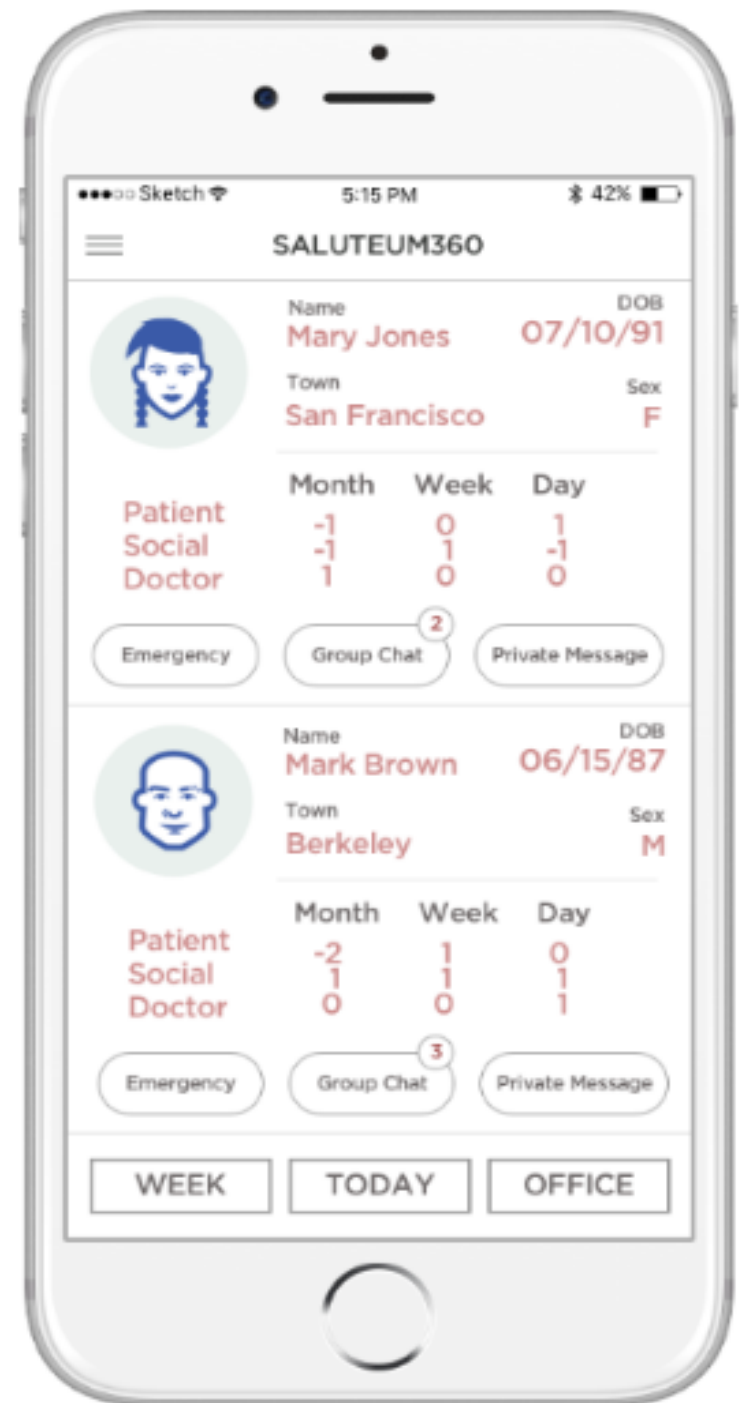 Sketch 5:15 PM 42%
SALUTEUM360
Name DOB
Mary Jones 07/10/91
Town Sex
San Francisco F
Month Week Day
Patient -1 0 1
Social -1 1 -1
Doctor 1 0 0
2
Emergency Group Chat Private Message
Name DOB
Mark Brown 06/15/87
Town Sex
Berkeley M
Month Week Day
Patient -2 1 0
Social 1 1 1
Doctor 0 0 1
3
Emergency Group Chat Private Message
WEEK TODAY OFFICE